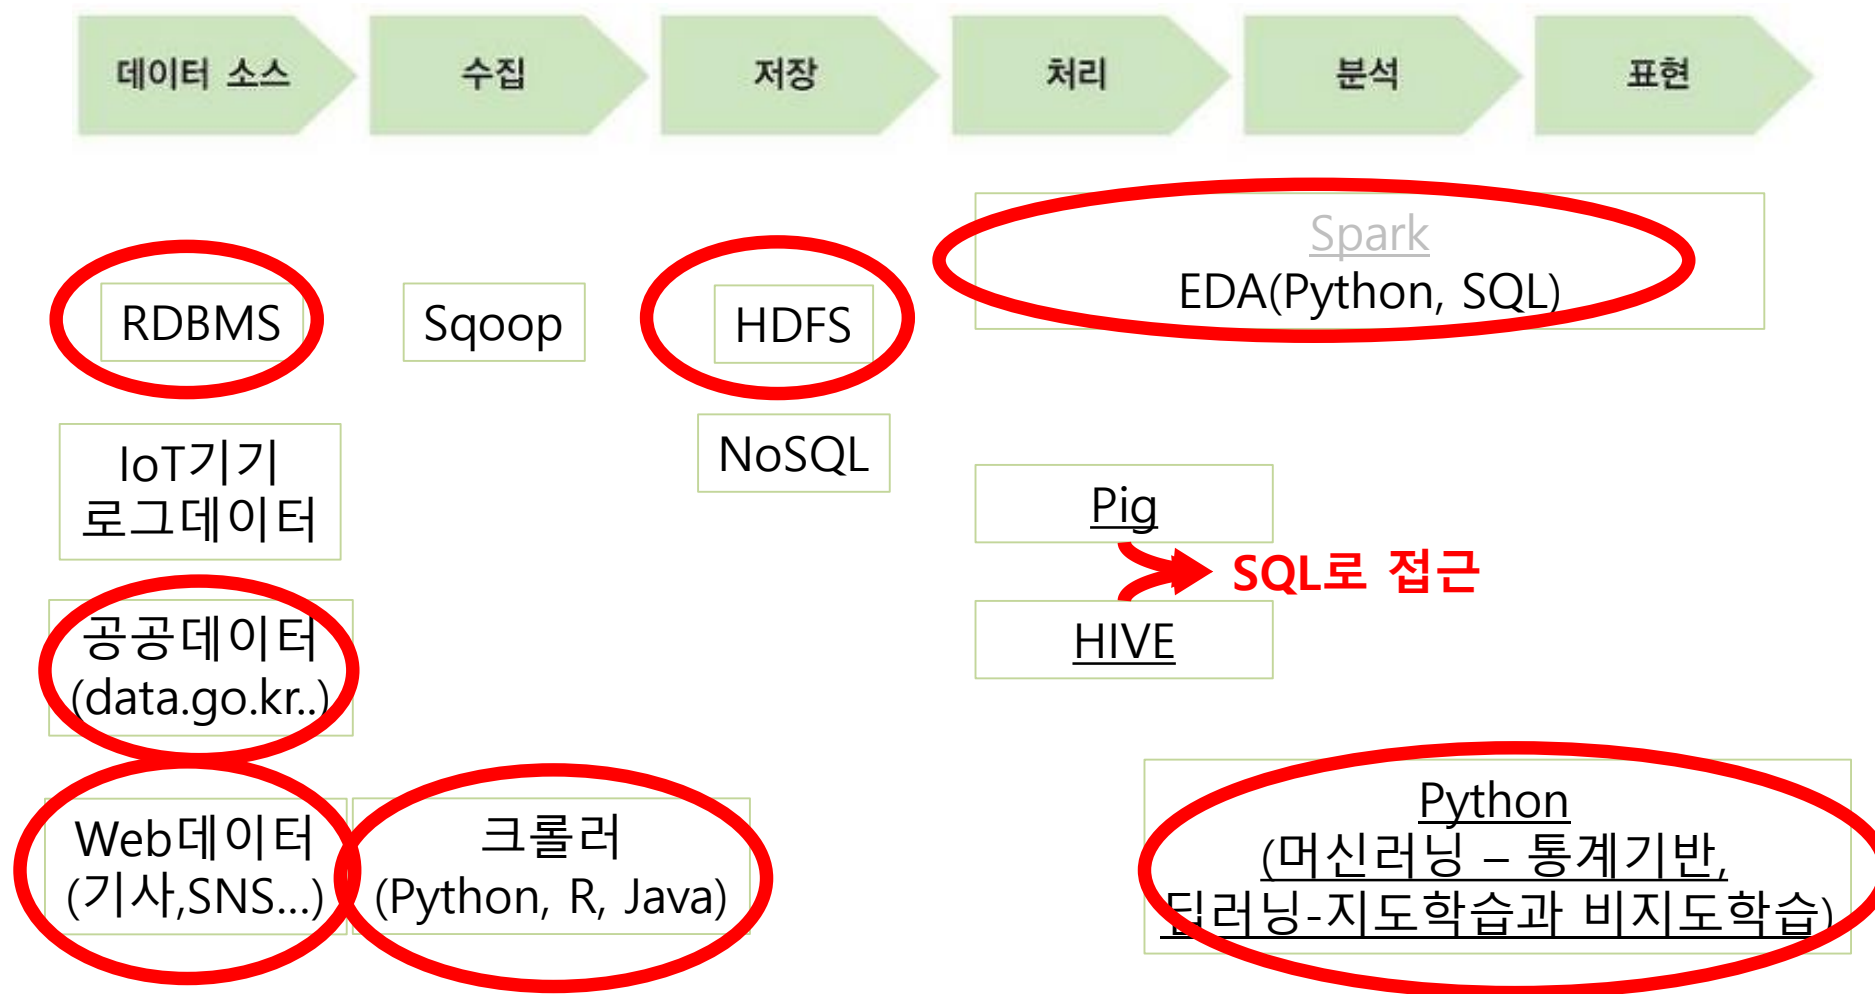 데이터 소스
수집
저장
처리
분석
표현
Spark
EDA(Python, SQL)
RDBMS
Sqoop
HDFS
IoT기기
로그데이터
NoSQL
Pig
SQL로 접근
HIVE
공공데이터
(data.go.kr..)
Web데이터
(기사,SNS...)
크롤러
(Python, R, Java)
Python
(머신러닝 – 통계기반,
딥러닝-지도학습과 비지도학습)